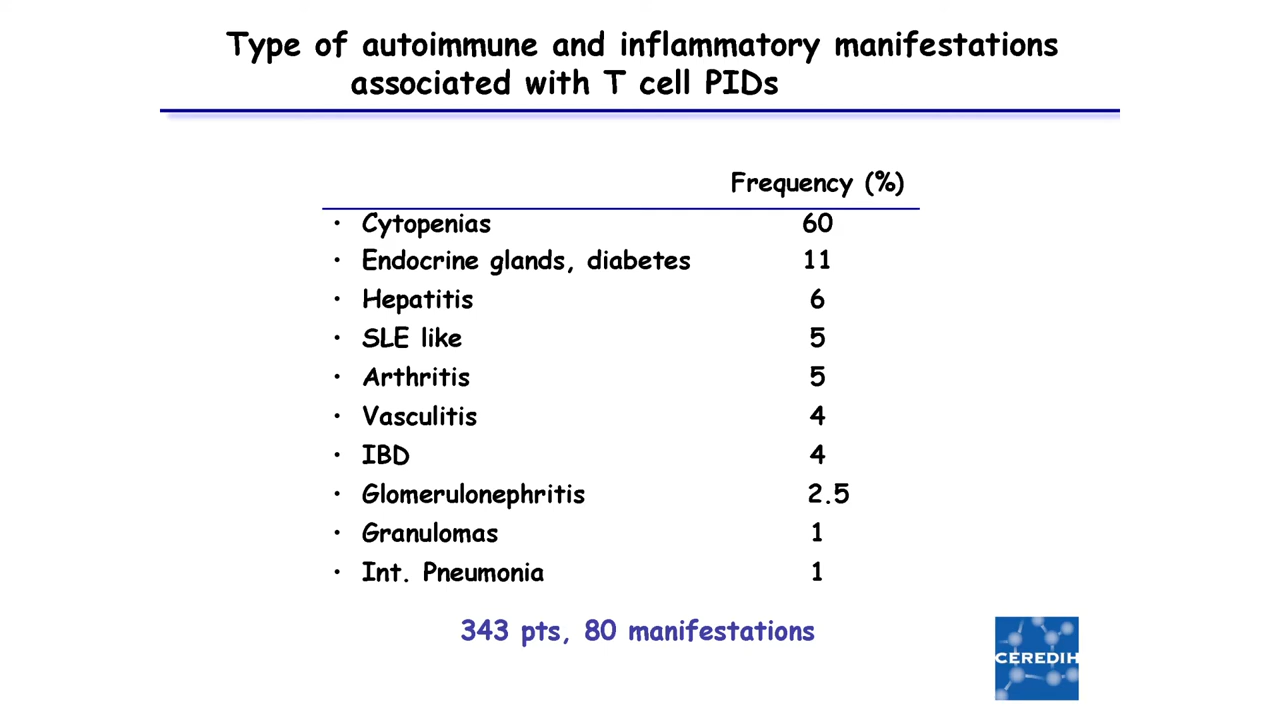 Type of autoimmune and inflammatory manifestations
associated with T cell PIDs
Frequency (%)
• Cytopenias 60
• Endocrine glands, diabetes 11
• Hepatitis 6
• SLE like 5
• Arthritis 5
• Vasculitis 4
• IBD 4
• Glomerulonephritis 2.5
• Granulomas 1
• Int. Pneumonia 1
343 pts, 80 manifestations
CEREDIH